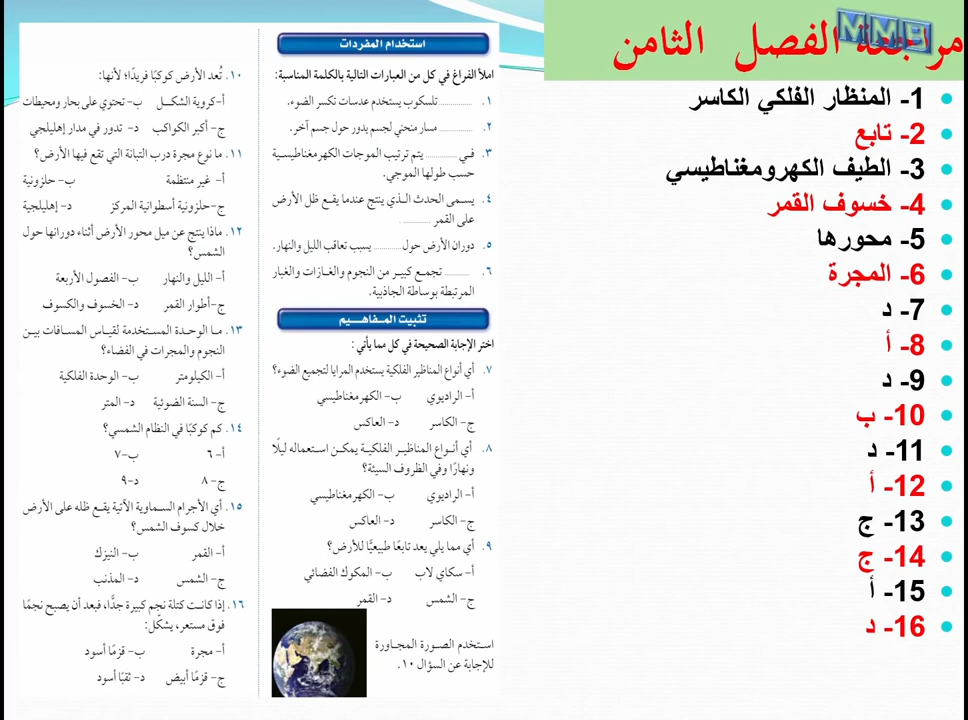 مراجعة الفصل الثامن
MMB
1- المنظار الفلكي الكاسر
2- تابع
3- الطيف الكهرومغناطيسي
4- خسوف القمر
5- محورها
6- المجرة
7- د
8- أ
9- د
10- ب
11- د
12- أ
13- ج
14- ج
15- أ
16- د
استخدام المفردات
املأ الفراغ في كل من العبارات التالية بالكلمة المناسبة:
١. .......... تلسكوب يستخدم عدسات تكسر الضوء.
٢. .......... مسار منحني لجسم يدور حول جسم آخر.
٣. في .......... يتم ترتيب الموجات الكهرمغناطيسية
حسب طولها الموجي.
٤. يسمى الحدث الذي ينتج عندما يقع ظل الأرض
على القمر .......... .
٥. دوران الأرض حول .......... يسبب تعاقب الليل والنهار.
٦. .......... تجمع كبير من النجوم والغازات والغبار
المرتبطة بوساطة الجاذبية.
تثبيت المفاهيم
اختر الإجابة الصحيحة في كل مما يأتي :
٧. أي أنواع المناظير الفلكية يستخدم المرايا لتجميع الضوء؟
أ- الراديوي ب- الكهرمغناطيسي
ج- الكاسر د- العاكس
٨. أي أنواع المناظير الفلكية يمكن استعماله ليلًا
ونهارًا وفي الظروف السيئة؟
أ- الراديوي ب- الكهرمغناطيسي
ج- الكاسر د- العاكس
٩. أي مما يلي يعد تابعًا طبيعيًّا للأرض؟
أ- سكاي لاب ب- المكوك الفضائي
ج- الشمس د- القمر
استخدم الصورة المجاورة
للإجابة عن السؤال ١٠.
١٠. تُعد الأرض كوكبًا فريدًا؛ لأنها:
أ- كروية الشكل ب- تحتوي على بحار ومحيطات
ج- أكبر الكواكب د- تدور في مدار إهليلجي
١١. ما نوع مجرة درب التبانة التي تقع فيها الأرض؟
أ- غير منتظمة ب- حلزونية
ج- حلزونية أسطوانية المركز د- إهليلجية
١٢. ماذا ينتج عن ميل محور الأرض أثناء دورانها حول
الشمس؟
أ- الليل والنهار ب- الفصول الأربعة
ج- أطوار القمر د- الخسوف والكسوف
١٣. ما الوحدة المستخدمة لقياس المسافات بين
النجوم والمجرات في الفضاء؟
أ- الكيلومتر ب- الوحدة الفلكية
ج- السنة الضوئية د- المتر
١٤. كم كوكبًا في النظام الشمسي؟
أ- ٦ ب- ٧
ج- ٨ د- ٩
١٥. أي الأجرام السماوية الآتية يقع ظله على الأرض
خلال كسوف الشمس؟
أ- القمر ب- النيزك
ج- الشمس د- المذنب
١٦. إذا كانت كتلة نجم كبيرة جدًّا، فبعد أن يصبح نجمًا
فوق مستعر، يشكّل:
أ- مجرة ب- قزمًا أسود
ج- قزمًا أبيض د- ثقبًا أسود